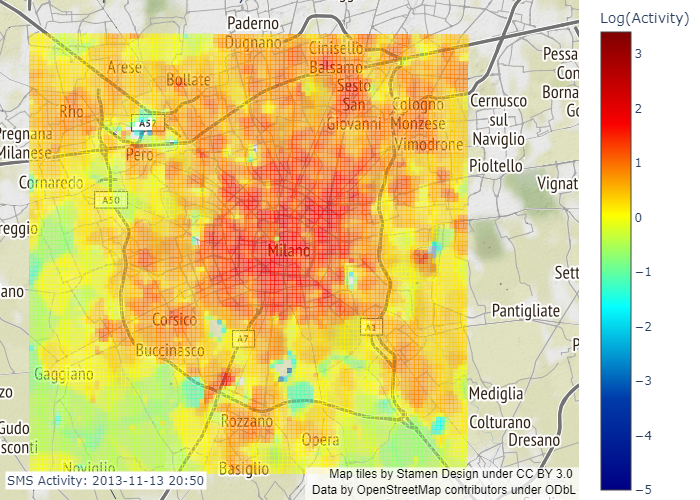 Paderno
Dugnano
Cinisello
Balsamo
Log(Activity)
Arese
Bollate
Sesto
San
Giovanni
Cologno
Monzese
Vimodrone
Pessa
Con
Borna
Go
Rho
A52
Pero
Cernusco
sul
Naviglio
Pregnana
Milanese
Pioltello
Cornaredo
A50
Vignat
reggio
Milano
Sett
ano
Pantigliate
Corsico
A7
A1
P
Buccinasco
Gaggiano
zo
Mediglia
Rozzano
Opera
Colturano
Dresano
Gudo
sconti
Noviglio
Basiglio
SMS Activity: 2013-11-13 20:50
Map tiles by Stamen Design under CC BY 3.0
Data by OpenStreetMap contributors under ODbL
3
2
1
0
−1
−2
−3
−4
−5